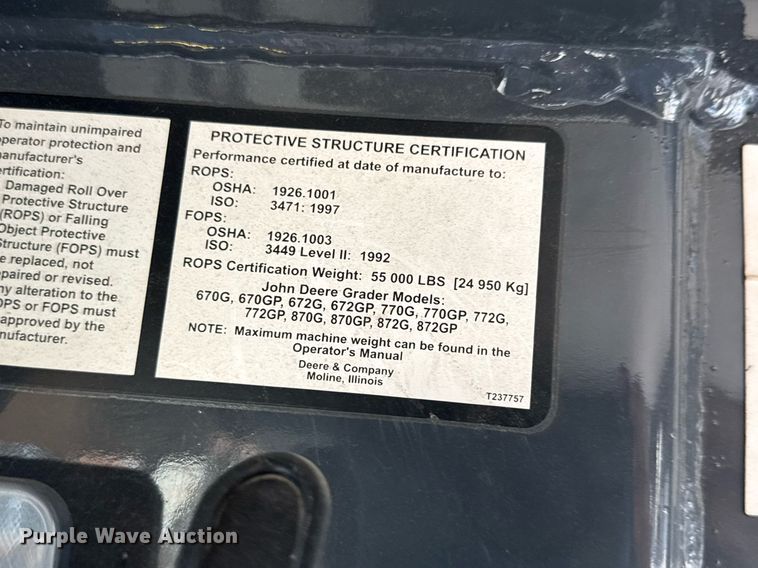 To maintain unimpaired
operator protection and
manufacturer's
certification:
Damaged Roll Over
Protective Structure
(ROPS) or Falling
Object Protective
Structure (FOPS) must
be replaced, not
repaired or revised.
Any alteration to the
ROPS or FOPS must
be approved by the
manufacturer.
PROTECTIVE STRUCTURE CERTIFICATION
Performance certified at date of manufacture to:
ROPS:
OSHA: 1926.1001
ISO: 3471: 1997
FOPS:
OSHA: 1926.1003
ISO: 3449 Level II: 1992
ROPS Certification Weight: 55 000 LBS [24 950 Kg]
John Deere Grader Models:
670G, 670GP, 672G, 672GP, 770G, 770GP, 772G,
772GP, 870G, 870GP, 872G, 872GP
NOTE: Maximum machine weight can be found in the
Operator's Manual
Deere & Company
Moline, Illinois
T237757
Purple Wave Auction